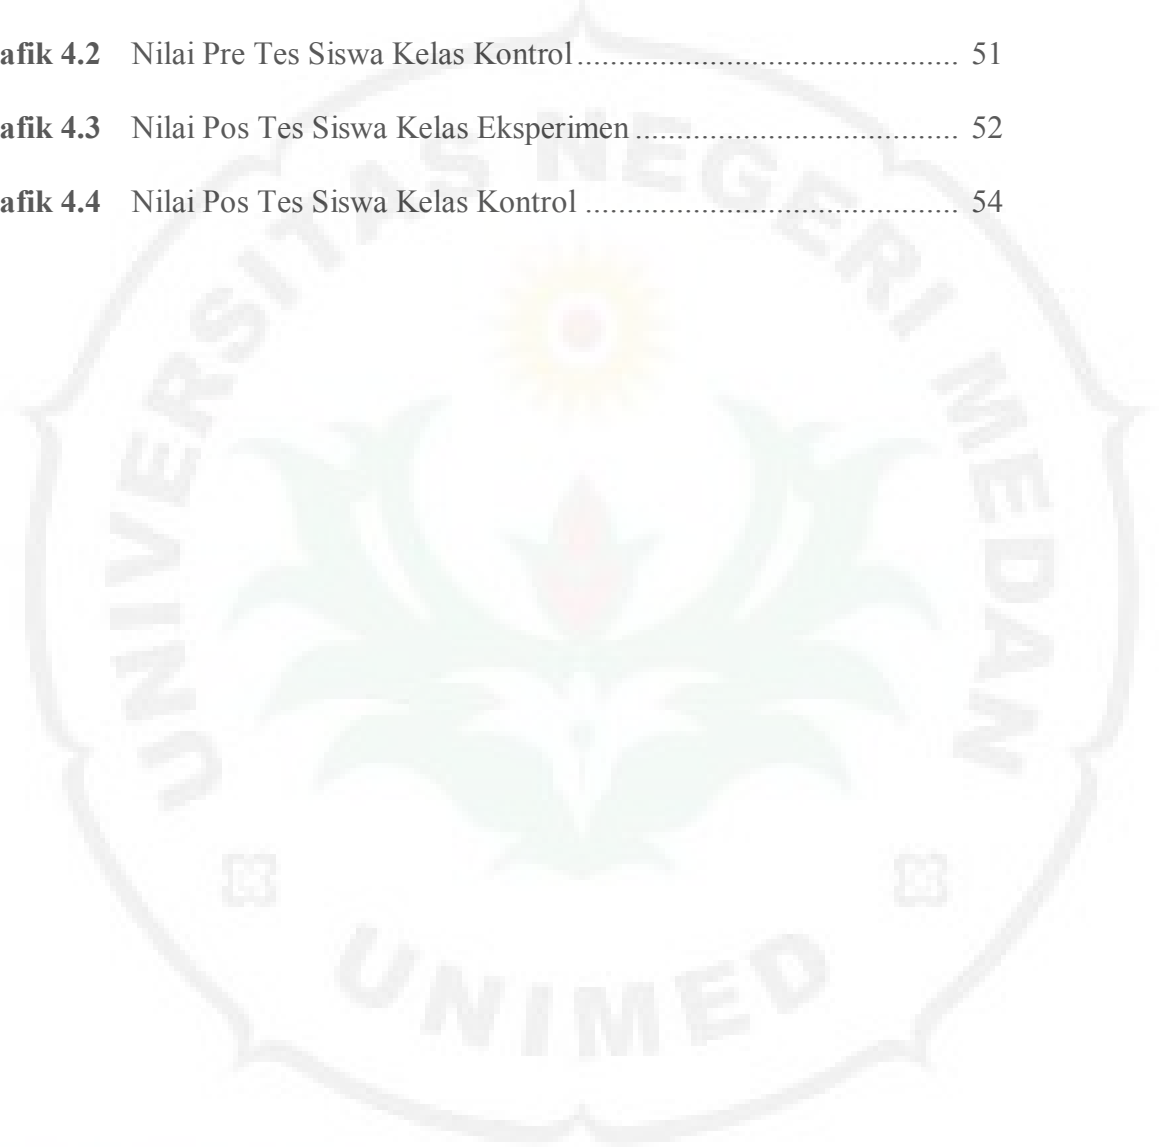 afik 4.2 Nilai Pre Tes Siswa Kelas Kontrol ........................................ 51
afik 4.3 Nilai Pos Tes Siswa Kelas Eksperimen .................................. 52
afik 4.4 Nilai Pos Tes Siswa Kelas Kontrol ....................................... 54
UNIVERSITAS NEGERI MEDAN
UNIMED